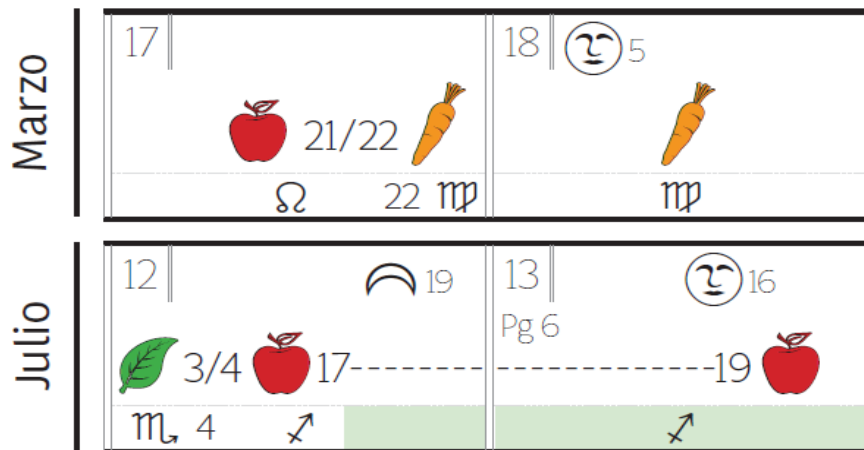 Marzo
17
18 5
21/22
☊ 22 ♍ ♍
Julio
12 19 13 16
Pg 6
3/4 17-----------------------19
♏ 4 ♐ ♐